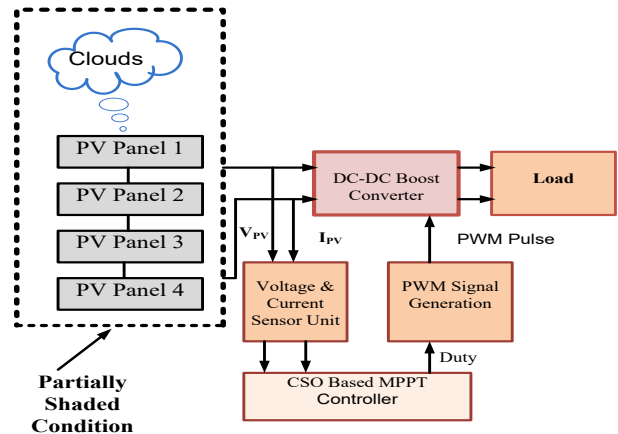 Clouds
PV Panel 1
PV Panel 2
PV Panel 3
PV Panel 4
Partially
Shaded
Condition
VPV
IPV
DC-DC Boost
Converter
Load
PWM Pulse
Voltage &
Current
Sensor Unit
PWM Signal
Generation
Duty
CSO Based MPPT
Controller